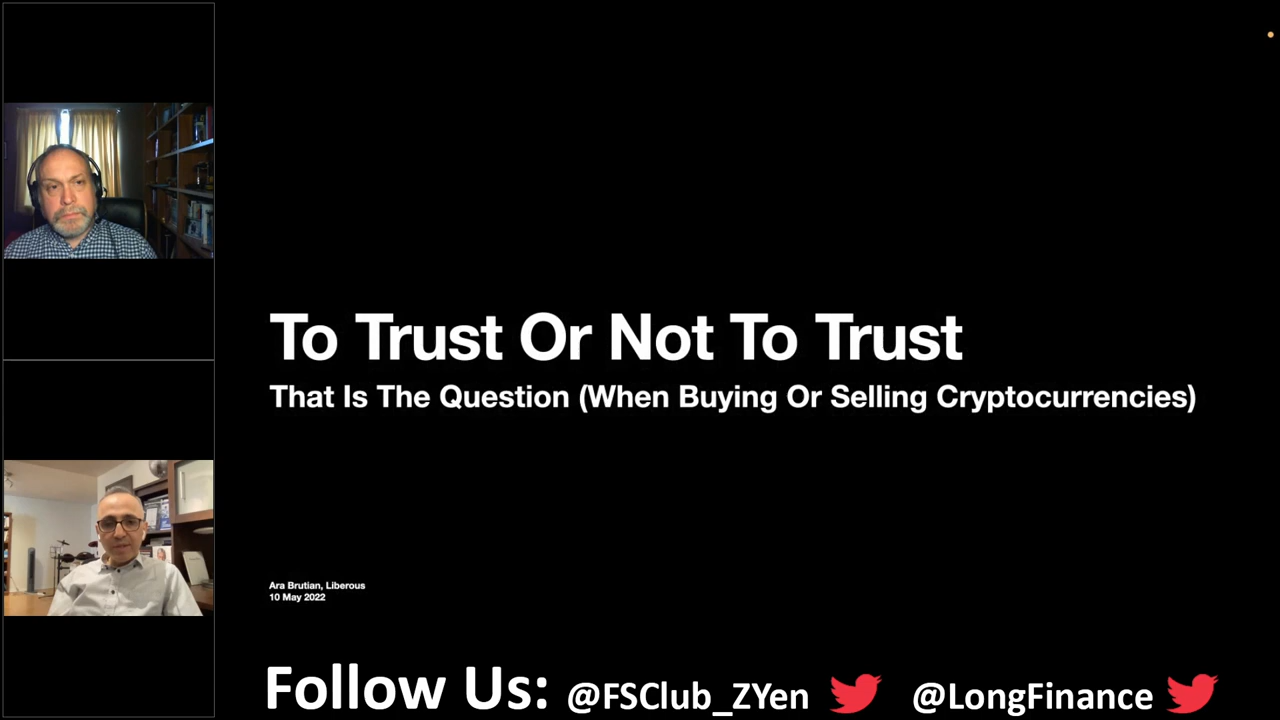 To Trust Or Not To Trust
That Is The Question (When Buying Or Selling Cryptocurrencies)
Ara Brutian, Liberous
10 May 2022
Follow Us: @FSClub_ZYen @LongFinance